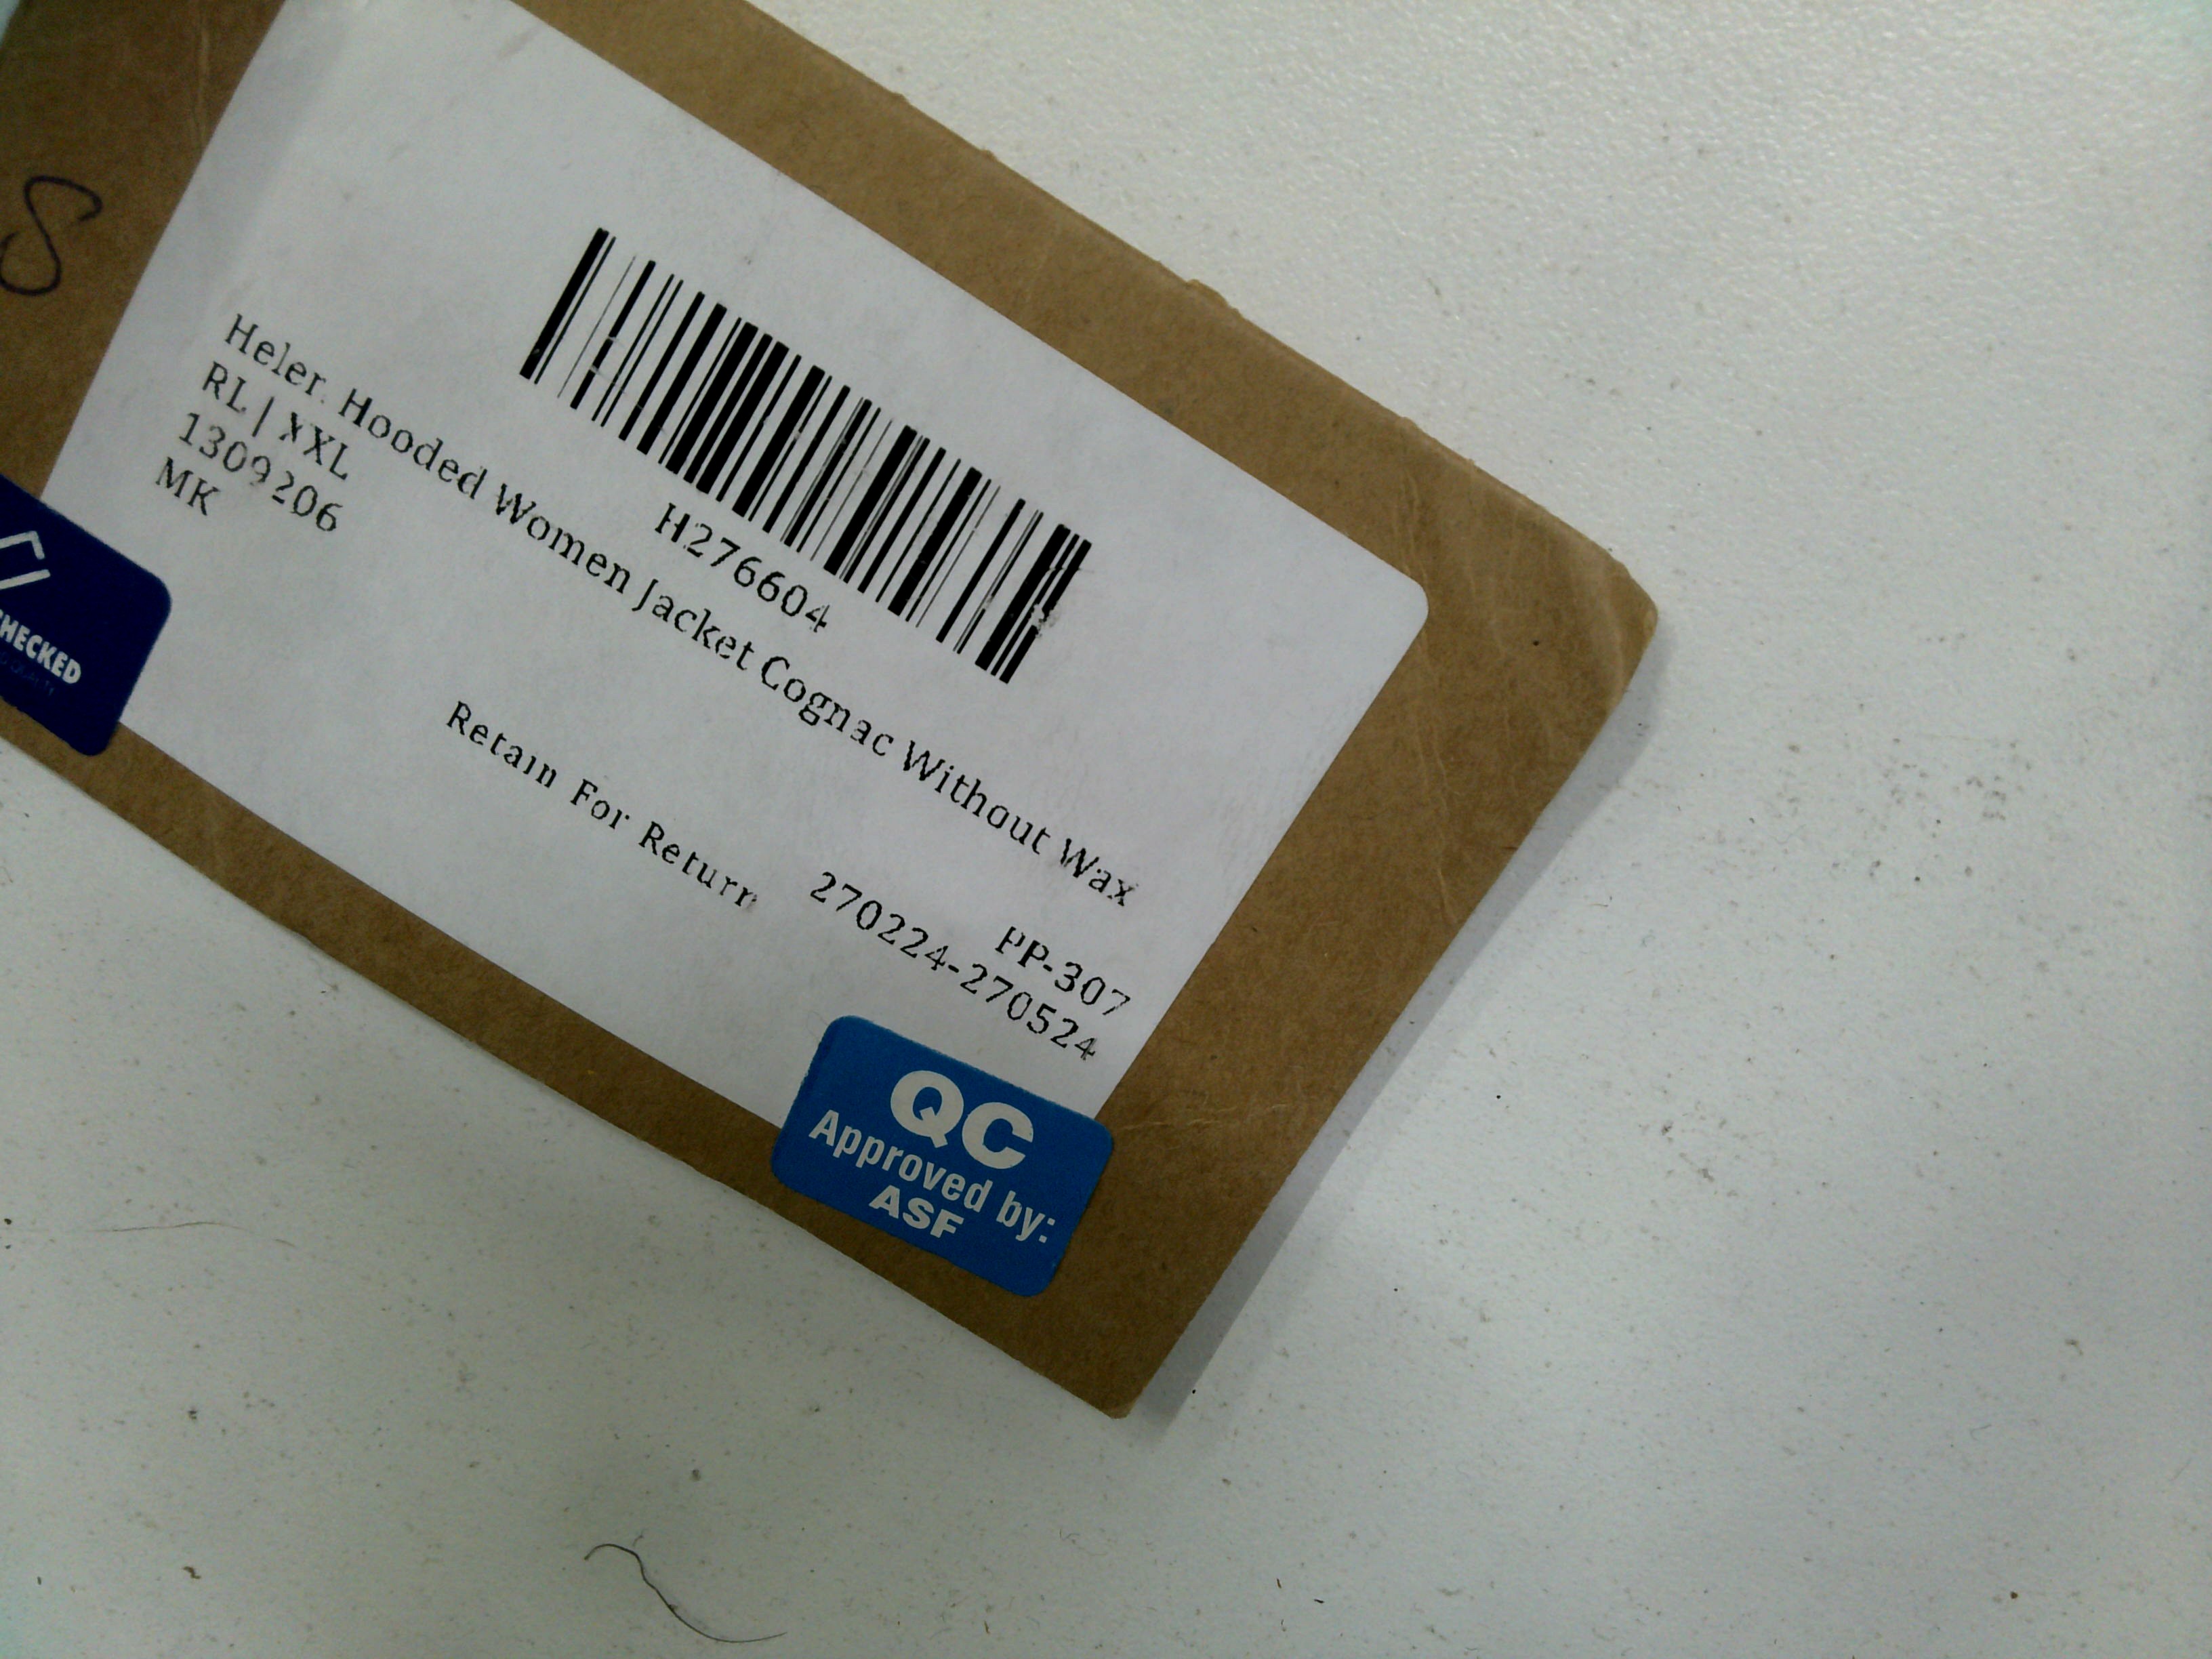 S
H276604
Helen Hooded Women Jacket Cognac Without Wax
RL | XXL
1309206
MK
Retain For Return
PP-307
270224-270524
CHECKED
QC
Approved by:
ASF